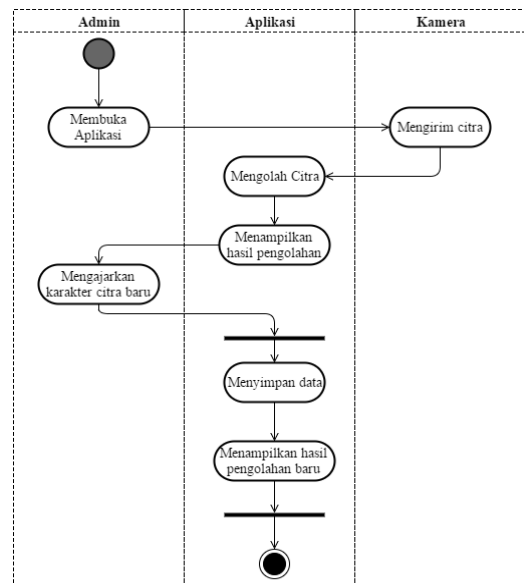 Admin
Aplikasi
Kamera
Membuka
Aplikasi
Mengirim citra
Mengolah Citra
Menampilkan
hasil pengolahan
Mengajarkan
karakter citra baru
Menyimpan data
Menampilkan hasil
pengolahan baru